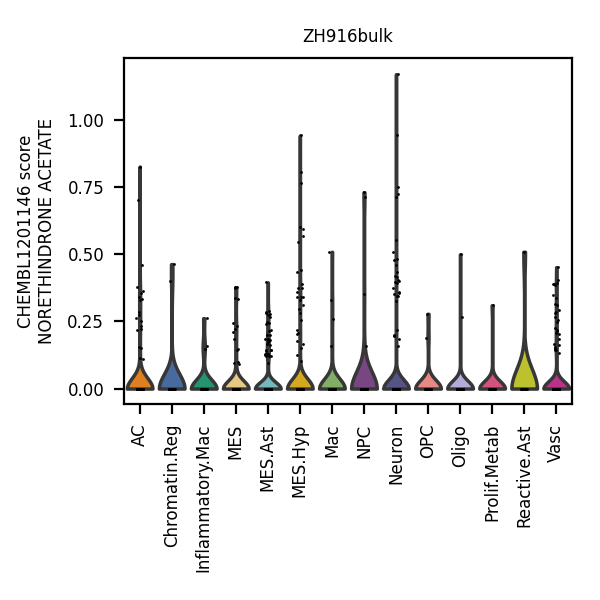 ZH916bulk
CHEMBL1201146 score
NORETHINDRONE ACETATE
1.00
0.75
0.50
0.25
0.00
AC
Chromatin.Reg
Inflammatory.Mac
MES
MES.Ast
MES.Hyp
Mac
NPC
Neuron
OPC
Oligo
Prolif.Metab
Reactive.Ast
Vasc